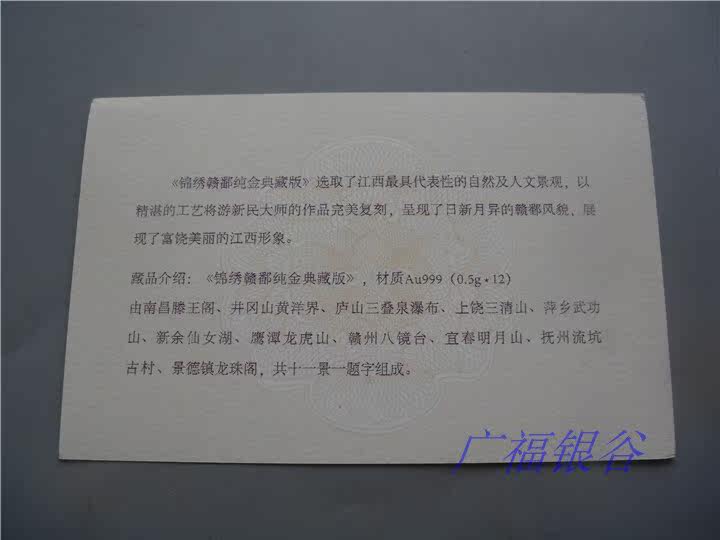 《锦绣赣鄱纯金典藏版》选取了江西最具代表性的自然及人文景观，以
精湛的工艺将游新民大师的作品完美复刻，呈现了日新月异的赣鄱风貌，展
现了富饶美丽的江西形象。
藏品介绍：《锦绣赣鄱纯金典藏版》，材质Au999（0.5g*12）
由南昌滕王阁、井冈山黄洋界、庐山三叠泉瀑布、上饶三清山、萍乡武功
山、新余仙女湖、鹰潭龙虎山、赣州八镜台、宜春明月山、抚州流坑
古村、景德镇龙珠阁，共十一景一题字组成。
广福银谷